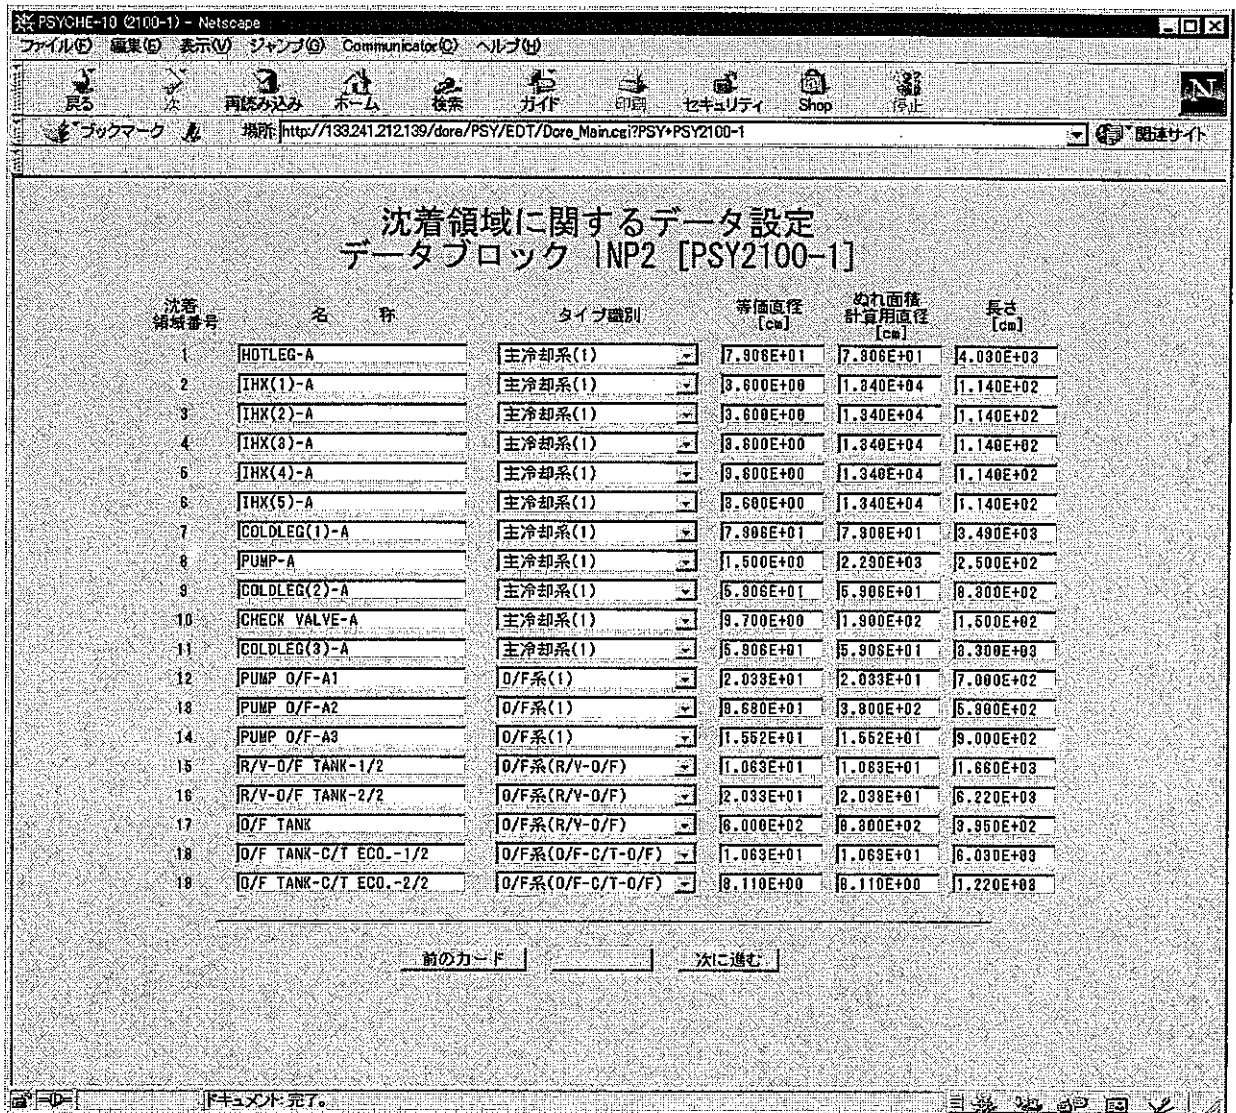 PSYCHE-10 (2100-1) - Netscape
ファイル(F) 編集(E) 表示(V) ジャンプ(G) Communicator(C) ヘルプ(H)
戻る 次 再読み込み ホーム 検索 ガイド 印刷 セキュリティ Shop 停止
ブックマーク 場所: http://133.241.212.139/dora/PSY/EDT/Dore_Main.cgi?PSY+PSY2100-1 関連サイト
沈着領域に関するデータ設定
データブロック INP2 [PSY2100-1]
沈着領域番号 名 称 タイプ識別 等価直径[cm] ぬれ面積計算用直径[cm] 長さ[cm]
1 HOTLEG-A 主冷却系(1) 7.906E+01 7.906E+01 4.030E+03
2 IHX(1)-A 主冷却系(1) 3.600E+00 1.340E+04 1.140E+02
3 IHX(2)-A 主冷却系(1) 3.600E+00 1.340E+04 1.140E+02
4 IHX(3)-A 主冷却系(1) 3.600E+00 1.340E+04 1.140E+02
5 IHX(4)-A 主冷却系(1) 3.600E+00 1.340E+04 1.140E+02
6 IHX(5)-A 主冷却系(1) 3.600E+00 1.340E+04 1.140E+02
7 COLDLEG(1)-A 主冷却系(1) 7.906E+01 7.906E+01 3.490E+03
8 PUMP-A 主冷却系(1) 1.500E+00 2.290E+03 2.500E+02
9 COLDLEG(2)-A 主冷却系(1) 5.906E+01 5.906E+01 8.300E+02
10 CHECK VALVE-A 主冷却系(1) 9.700E+00 1.900E+02 1.500E+02
11 COLDLEG(3)-A 主冷却系(1) 5.906E+01 5.906E+01 3.300E+03
12 PUMP O/F-A1 O/F系(1) 2.033E+01 2.033E+01 7.000E+02
13 PUMP O/F-A2 O/F系(1) 9.680E+01 3.800E+02 5.900E+02
14 PUMP O/F-A3 O/F系(1) 1.552E+01 1.552E+01 9.000E+02
15 R/V-O/F TANK-1/2 O/F系(R/V-O/F) 1.063E+01 1.063E+01 1.660E+03
16 R/V-O/F TANK-2/2 O/F系(R/V-O/F) 2.033E+01 2.033E+01 6.220E+03
17 O/F TANK O/F系(R/V-O/F) 6.000E+02 3.950E+02
18 O/F TANK-C/T ECO.-1/2 O/F系(O/F-C/T-O/F) 1.063E+01 1.063E+01 6.030E+03
19 O/F TANK-C/T ECO.-2/2 O/F系(O/F-C/T-O/F) 8.110E+00 8.110E+00 1.220E+03
前のカード 次に進む
ドキュメント: 完了。